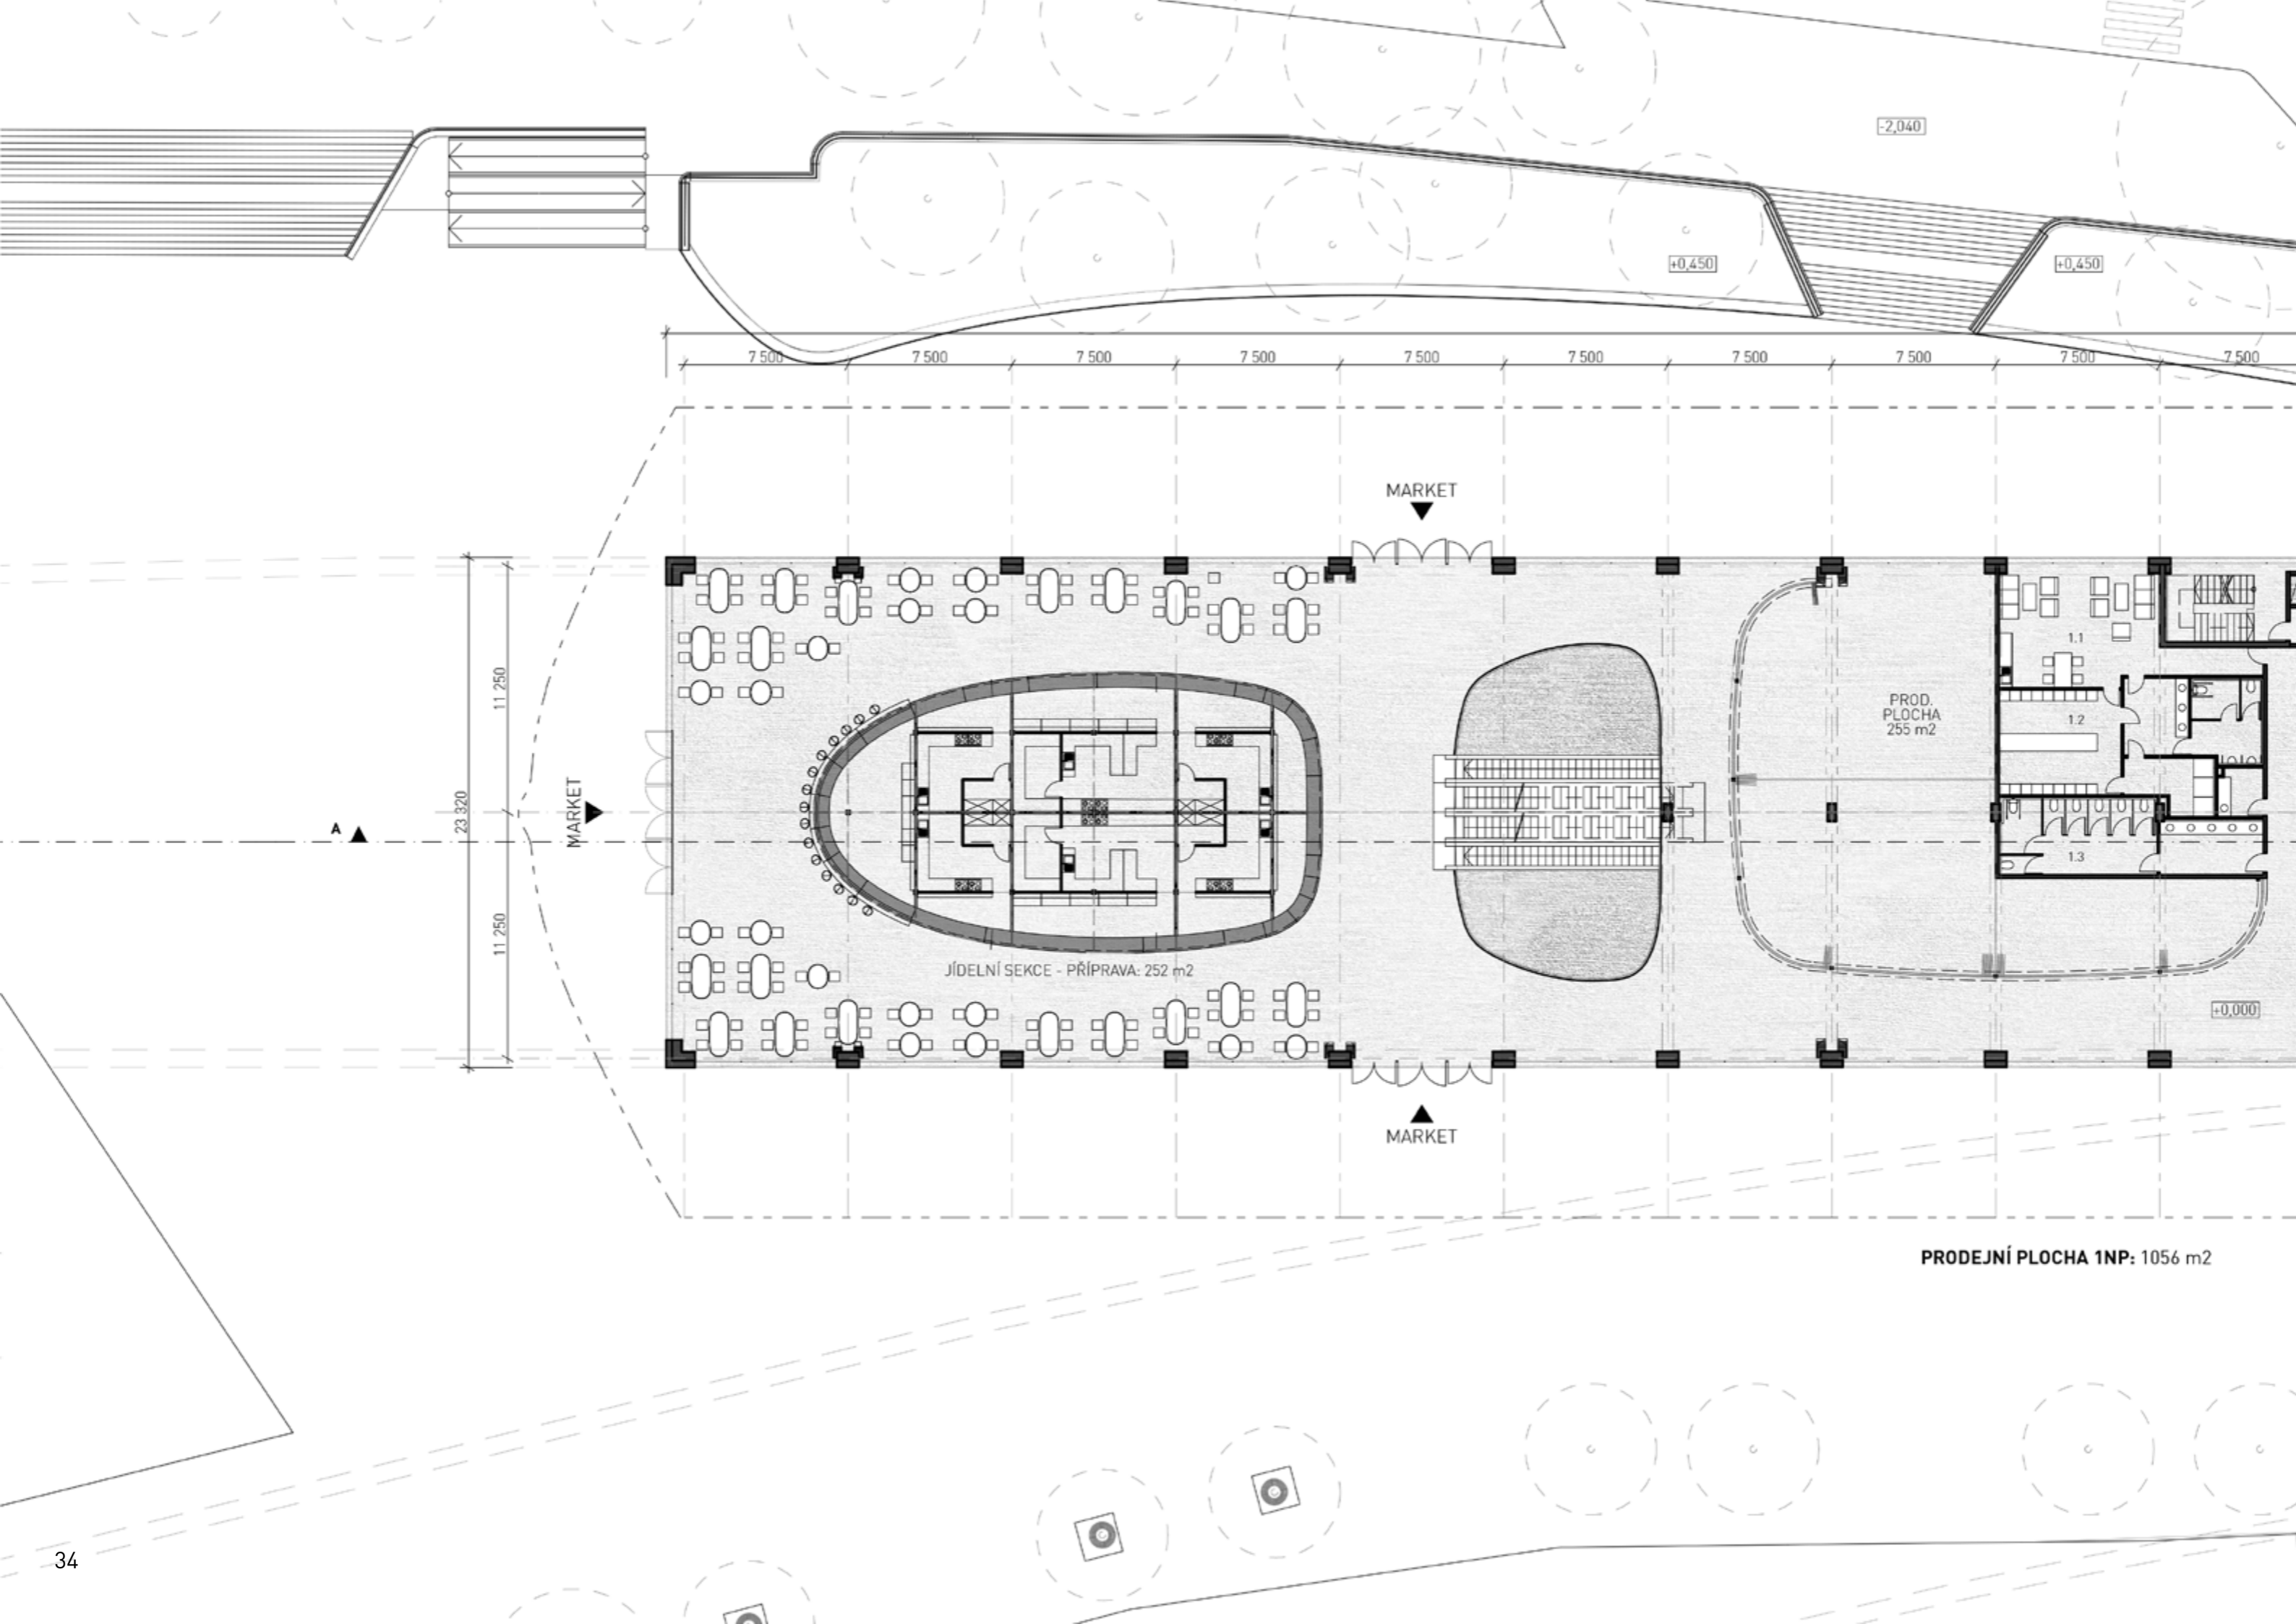 -2,040
+0,450
+0,450
7 500
7 500
7 500
7 500
7 500
7 500
7 500
7 500
7 500
7 500
MARKET
11 250
1.1
PROD.
PLOCHA
255 m2
1.2
A
23 320
MARKET
1.3
11 250
JÍDELNÍ SEKCE - PŘÍPRAVA: 252 m2
+0,000
MARKET
PRODEJNÍ PLOCHA 1NP: 1056 m2
34